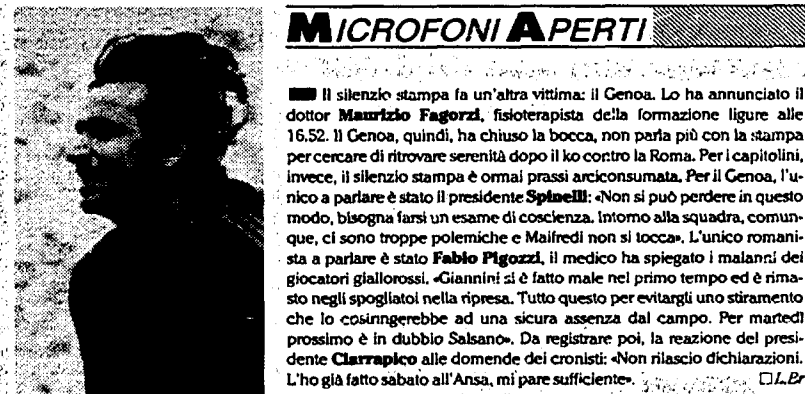 MICROFONI APERTI
Il silenzio stampa fa un'altra vittima: il Genoa. Lo ha annunciato il
dottor Maurizio Fagorzi, fisioterapista della formazione ligure alle
16.52. Il Genoa, quindi, ha chiuso la bocca, non parla più con la stampa
per cercare di ritrovare serenità dopo il ko contro la Roma. Per i capitolini,
invece, il silenzio stampa è ormai prassi arciconsumata. Per il Genoa, l'u-
nico a parlare è stato il presidente Spinelli: «Non si può perdere in questo
modo, bisogna farsi un esame di coscienza. Intorno alla squadra, comun-
que, ci sono troppe polemiche e Maifredi non si tocca». L'unico romani-
sta a parlare è stato Fabio Pigozzi, il medico ha spiegato i malanni dei
giocatori giallorossi. «Giannini si è fatto male nel primo tempo ed è rima-
sto negli spogliatoi nella ripresa. Tutto questo per evitargli uno stiramento
che lo costringerebbe ad una sicura assenza dal campo. Per martedì
prossimo è in dubbio Salsano». Da registrare poi, la reazione del presi-
dente Ciarrapico alle domende dei cronisti: «Non rilascio dichiarazioni.
L'ho già fatto sabato all'Ansa, mi pare sufficiente». □ L.Er